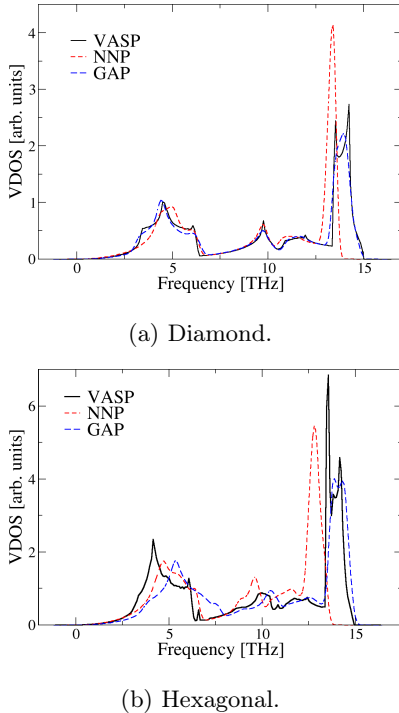 VDOS [arb. units]
4
3
2
1
0
VASP
NNP
GAP
0 5 10 15
Frequency [THz]
(a) Diamond.
VDOS [arb. units]
6
4
2
0
VASP
NNP
GAP
0 5 10 15
Frequency [THz]
(b) Hexagonal.